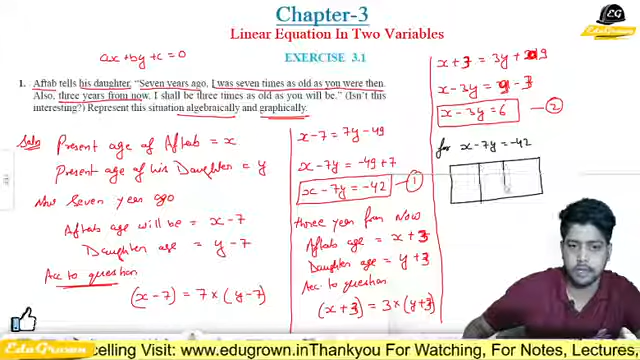 Chapter-3
Linear Equation In Two Variables
ax+by+c=0
EXERCISE 3.1
1. Aftab tells his daughter, "Seven years ago, I was seven times as old as you were then.
Also, three years from now, I shall be three times as old as you will be." (Isn't this
interesting?) Represent this situation algebraically and graphically.
Soln Present age of Aftab = x
Present age of his Daughter = y
Now Seven year ago
Aftab age will be = x-7
Daughter age = y-7
Acc to question
(x-7) = 7×(y-7)
x-7 = 7y-49
x-7y = -49+7
x-7y = -42 —①
three year from Now
Aftab age = x+3
Daughter age = y+3
Acc to question
(x+3) = 3×(y+3)
x+3 = 3y+9
x-3y = 9-3
x-3y = 6 —②
for x-7y = -42
EduGrown
elling Visit: www.edugrown.inThankyou For Watching, For Notes, Lectures,
EduGrown